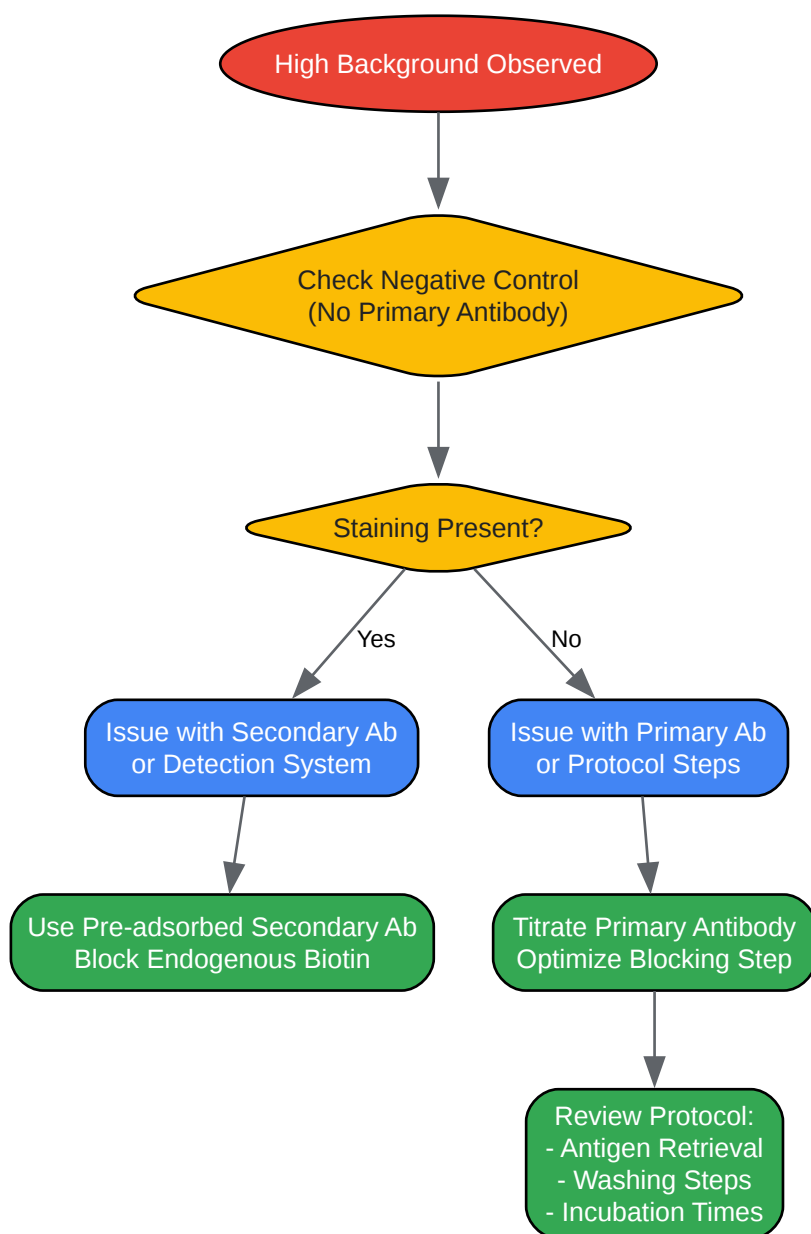 High Background Observed
Check Negative Control
(No Primary Antibody)
Staining Present?
Yes
No
Issue with Secondary Ab
or Detection System
Issue with Primary Ab
or Protocol Steps
Use Pre-adsorbed Secondary Ab
Block Endogenous Biotin
Titrate Primary Antibody
Optimize Blocking Step
Review Protocol:
- Antigen Retrieval
- Washing Steps
- Incubation Times